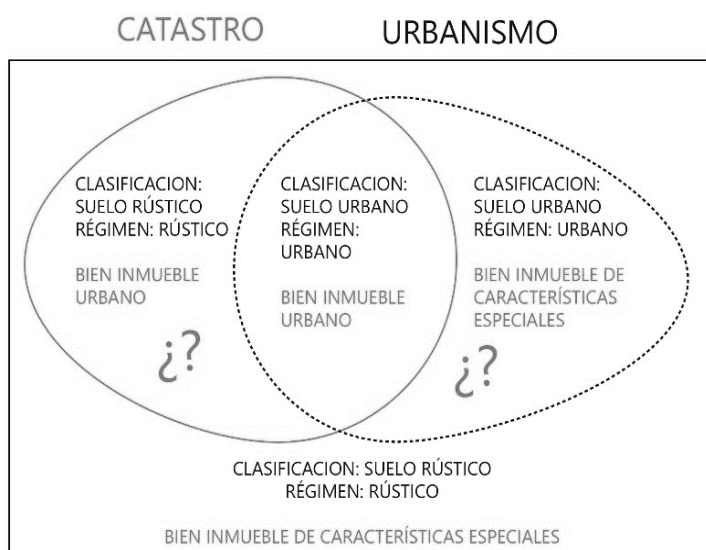 CATASTRO
URBANISMO
CLASIFICACION:
SUELO RÚSTICO
RÉGIMEN: RÚSTICO
BIEN INMUEBLE
URBANO
¿?
CLASIFICACION:
SUELO URBANO
RÉGIMEN:
URBANO
BIEN INMUEBLE
URBANO
CLASIFICACION:
SUELO URBANO
RÉGIMEN: URBANO
BIEN INMUEBLE DE
CARACTERÍSTICAS
ESPECIALES
¿?
CLASIFICACION: SUELO RÚSTICO
RÉGIMEN: RÚSTICO
BIEN INMUEBLE DE CARACTERÍSTICAS ESPECIALES